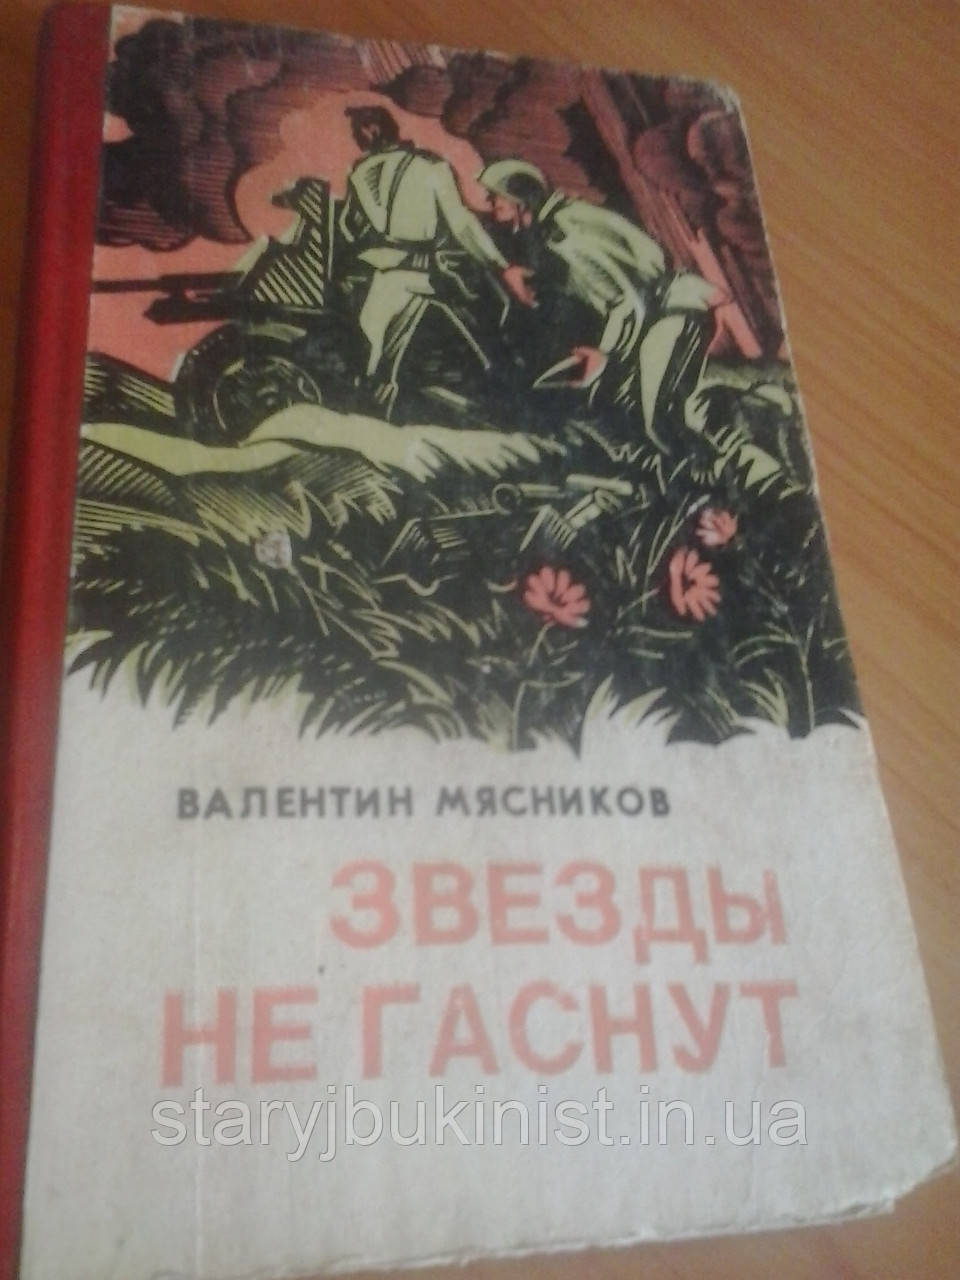 ВАЛЕНТИН МЯСНИКОВ
ЗВЕЗДЫ
НЕ ГАСНУТ
staryjbukinist.in.ua